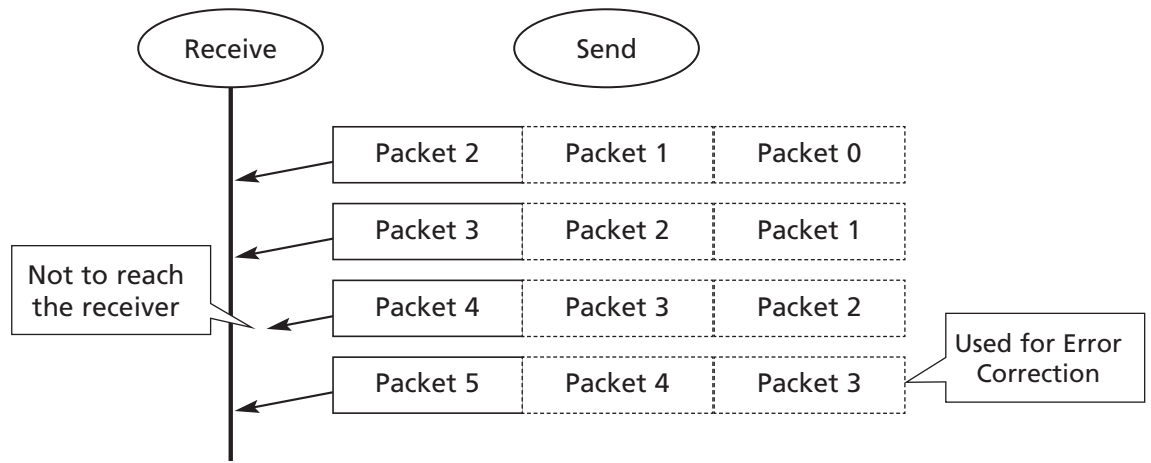 Receive
Send
Packet 2 Packet 1 Packet 0
Packet 3 Packet 2 Packet 1
Not to reach
the receiver
Packet 4 Packet 3 Packet 2
Used for Error
Correction
Packet 5 Packet 4 Packet 3